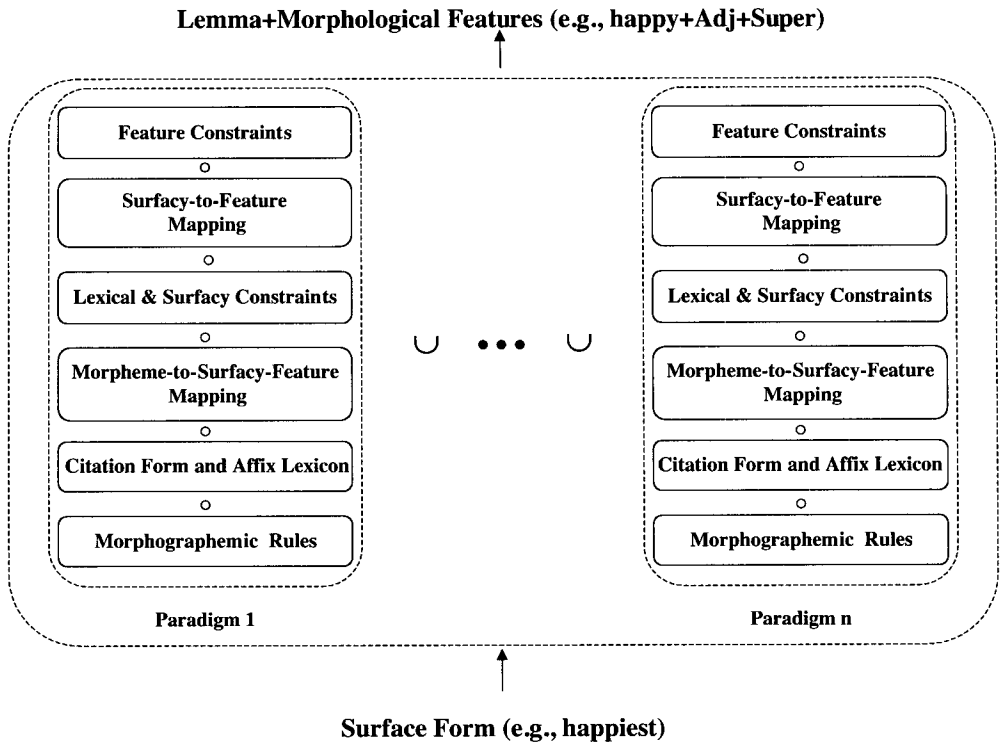 Lemma+Morphological Features (e.g., happy+Adj+Super)
Feature Constraints
Surfacy-to-Feature
Mapping
Lexical & Surfacy Constraints
Morpheme-to-Surfacy-Feature
Mapping
Citation Form and Affix Lexicon
Morphographemic Rules
Paradigm 1
∪ ••• ∪
Feature Constraints
Surfacy-to-Feature
Mapping
Lexical & Surfacy Constraints
Morpheme-to-Surfacy-Feature
Mapping
Citation Form and Affix Lexicon
Morphographemic Rules
Paradigm n
Surface Form (e.g., happiest)